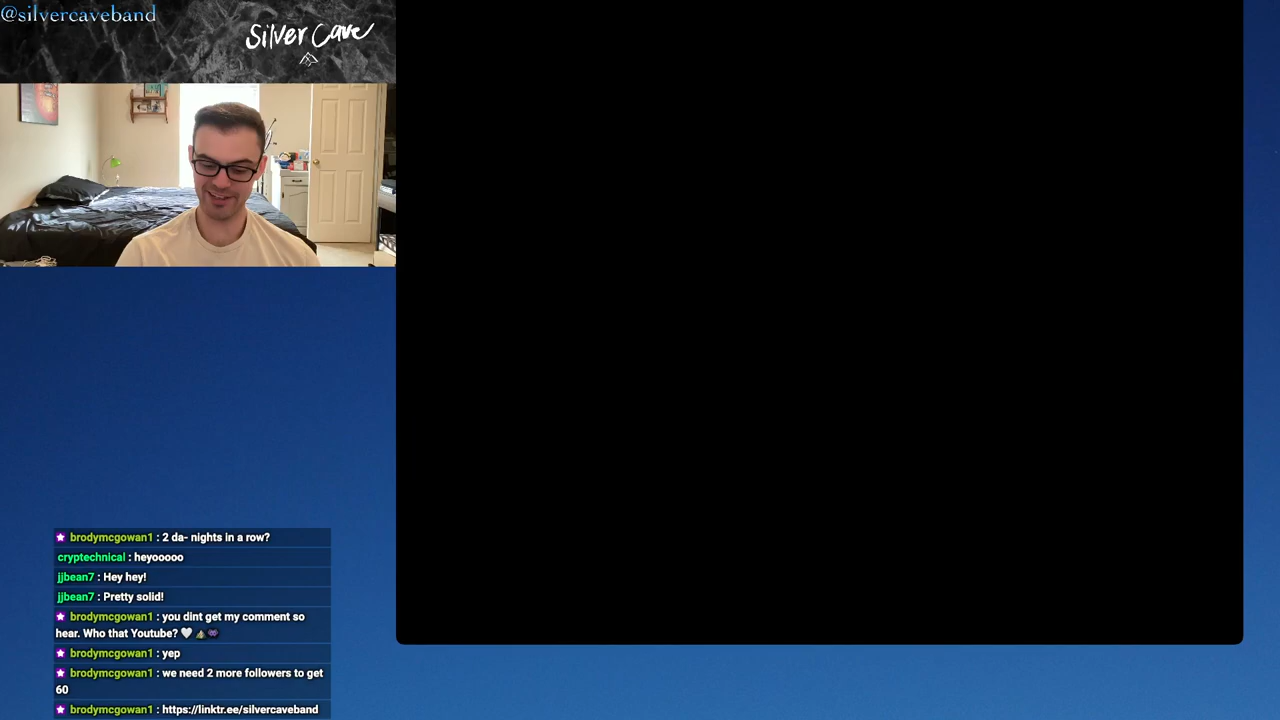 @silvercaveband
Silver Cave
brodymcgowan1 : 2 da- nights in a row?
cryptechnical : heyooooo
jjbean7 : Hey hey!
jjbean7 : Pretty solid!
brodymcgowan1 : you dint get my comment so
hear. Who that Youtube? 🤍
brodymcgowan1 : yep
brodymcgowan1 : we need 2 more followers to get
60
brodymcgowan1 : https://linktr.ee/silvercaveband